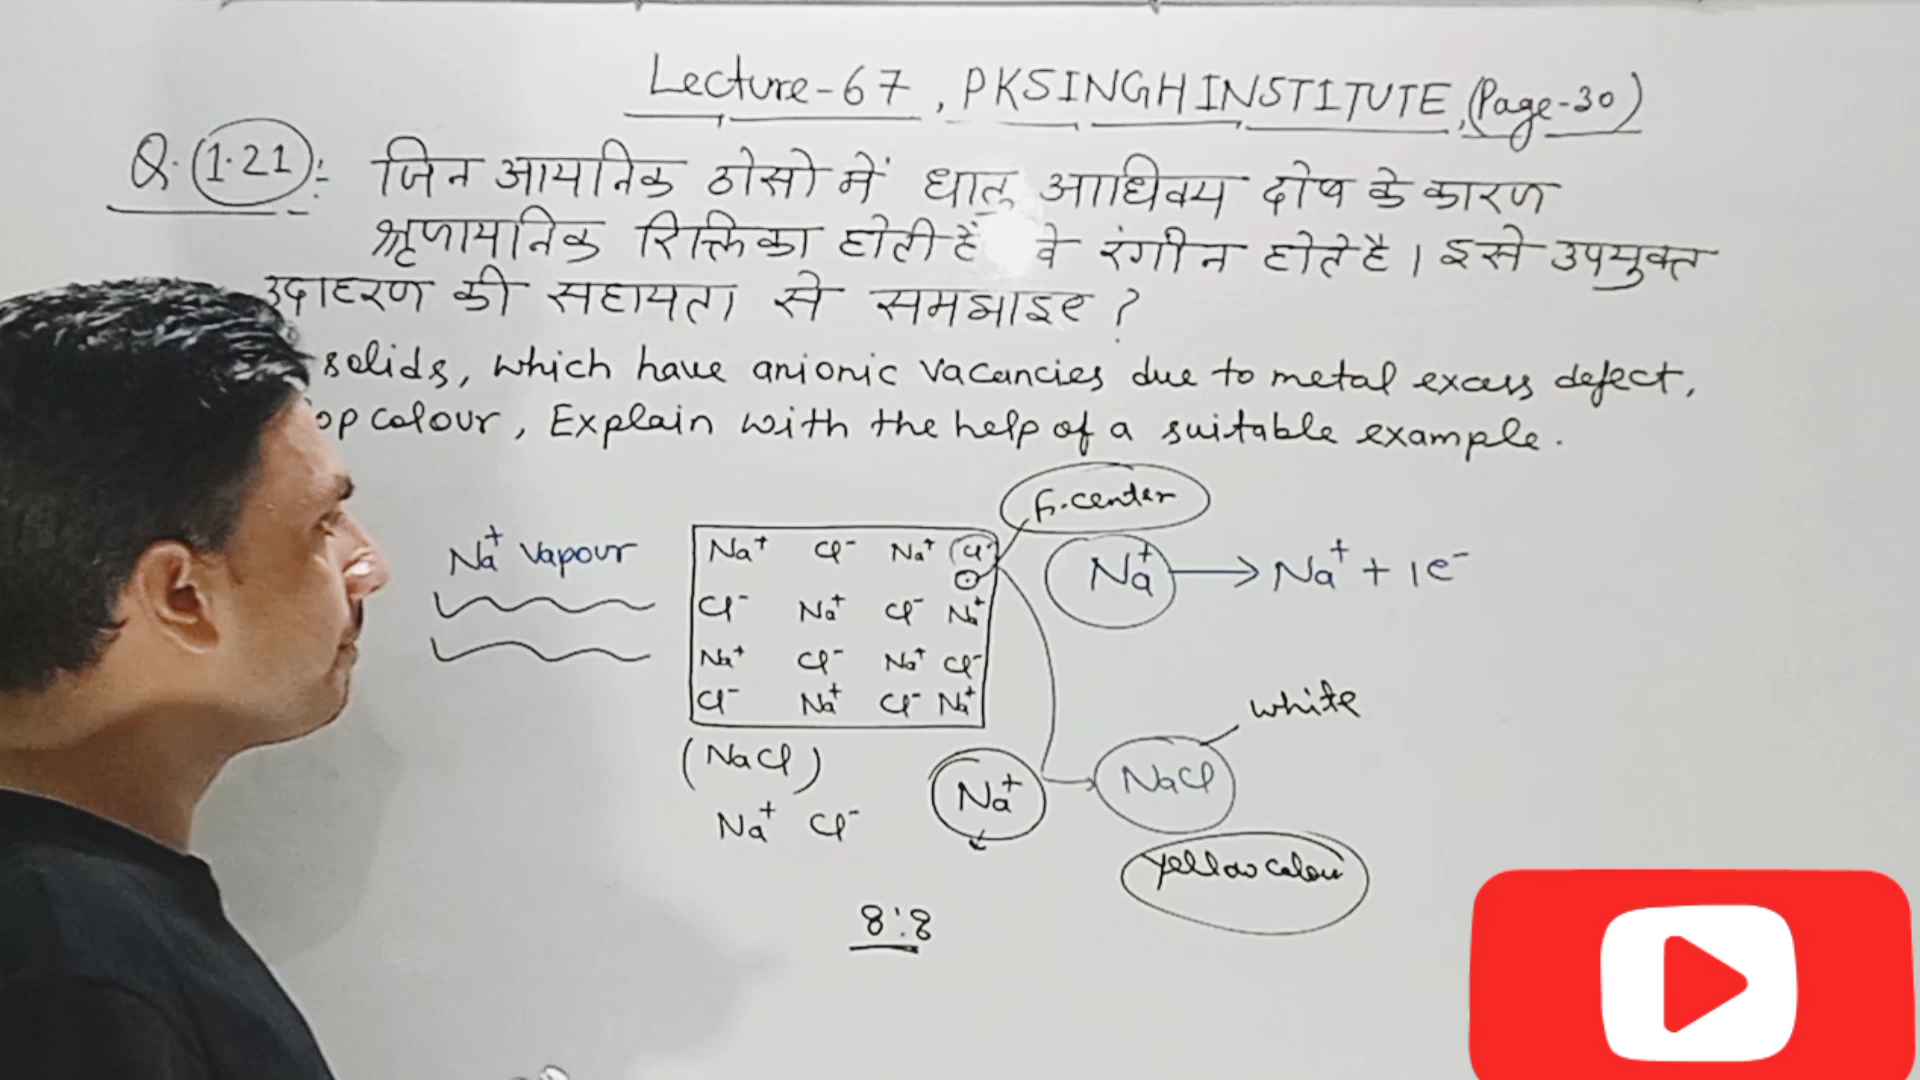 Lecture-67, PKSINGH INSTITUTE, (Page-30)
Q. 1.21 : जिन आयनिक ठोसो में धातु आधिक्य दोष के कारण
ऋणायनिक रिक्तिका होती हैं वे रंगीन होते है। इसे उपयुक्त
उदाहरण की सहायता से समझाइए ?
solids, which have anionic vacancies due to metal excess defect,
colour, Explain with the help of a suitable example.
F-center
Na⁺ Vapour
Na⁺ Cl⁻ Na⁺ Cl⁻
Na⁺ → Na⁺ + 1e⁻
Cl⁻ Na⁺ Cl⁻ Na⁺
Na⁺ Cl⁻ Na⁺ Cl⁻
Cl⁻ Na⁺ Cl⁻ Na⁺
white
(NaCl)
Na⁺ NaCl
Na⁺ Cl⁻
yellow colour
8:8